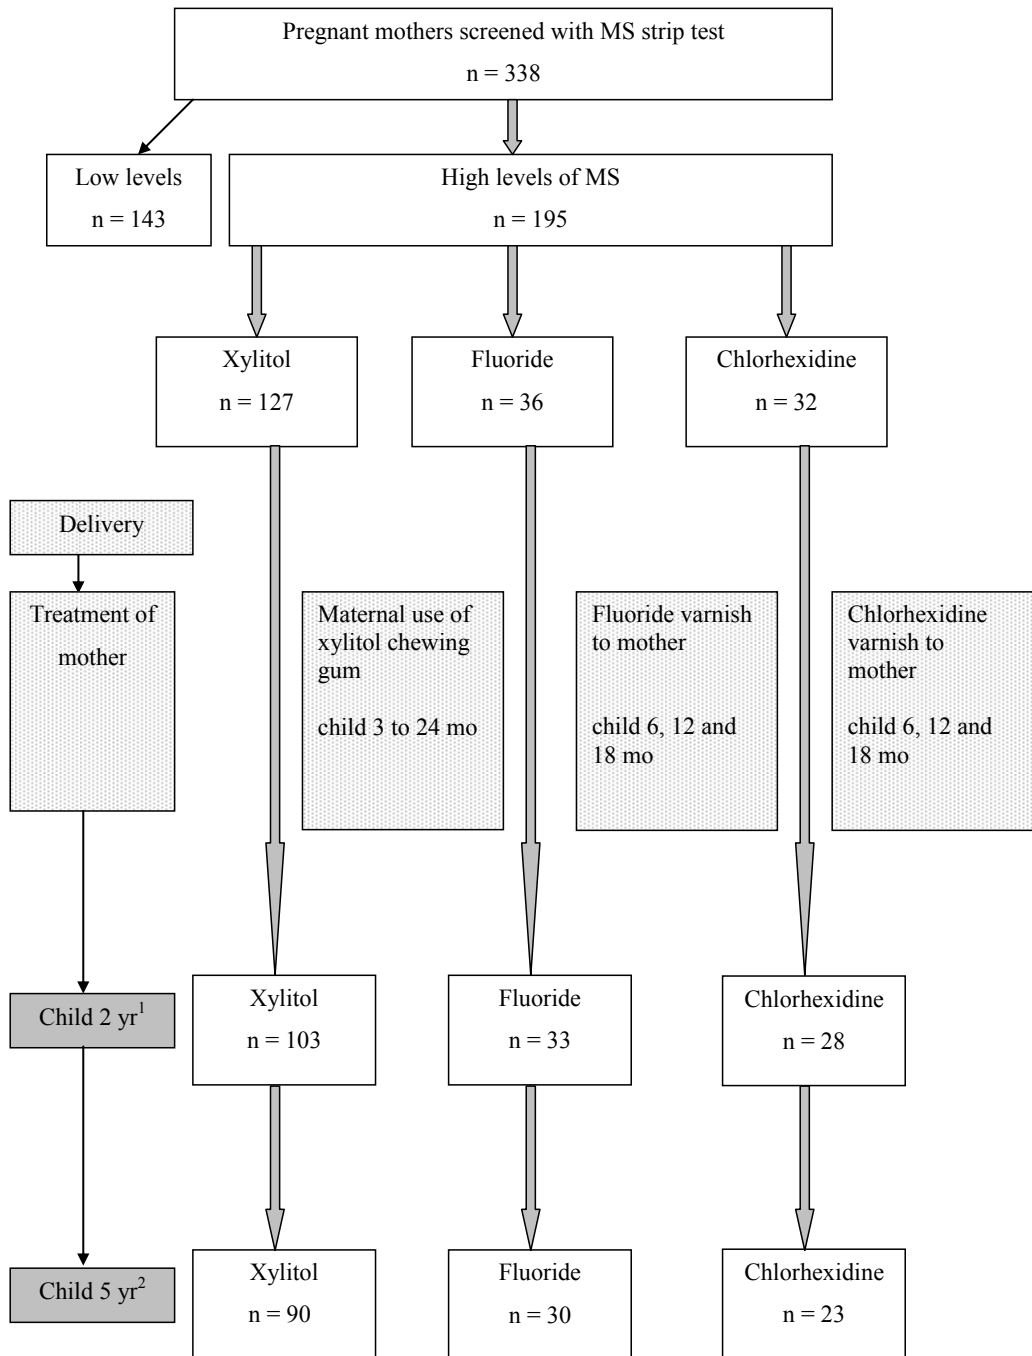 Pregnant mothers screened with MS strip test
n = 338
Low levels
n = 143
High levels of MS
n = 195
Xylitol
n = 127
Fluoride
n = 36
Chlorhexidine
n = 32
Delivery
Treatment of
mother
Maternal use of
xylitol chewing
gum
child 3 to 24 mo
Fluoride varnish
to mother
child 6, 12 and
18 mo
Chlorhexidine
varnish to
mother
child 6, 12 and
18 mo
Child 2 yr¹
Xylitol
n = 103
Fluoride
n = 33
Chlorhexidine
n = 28
Child 5 yr²
Xylitol
n = 90
Fluoride
n = 30
Chlorhexidine
n = 23